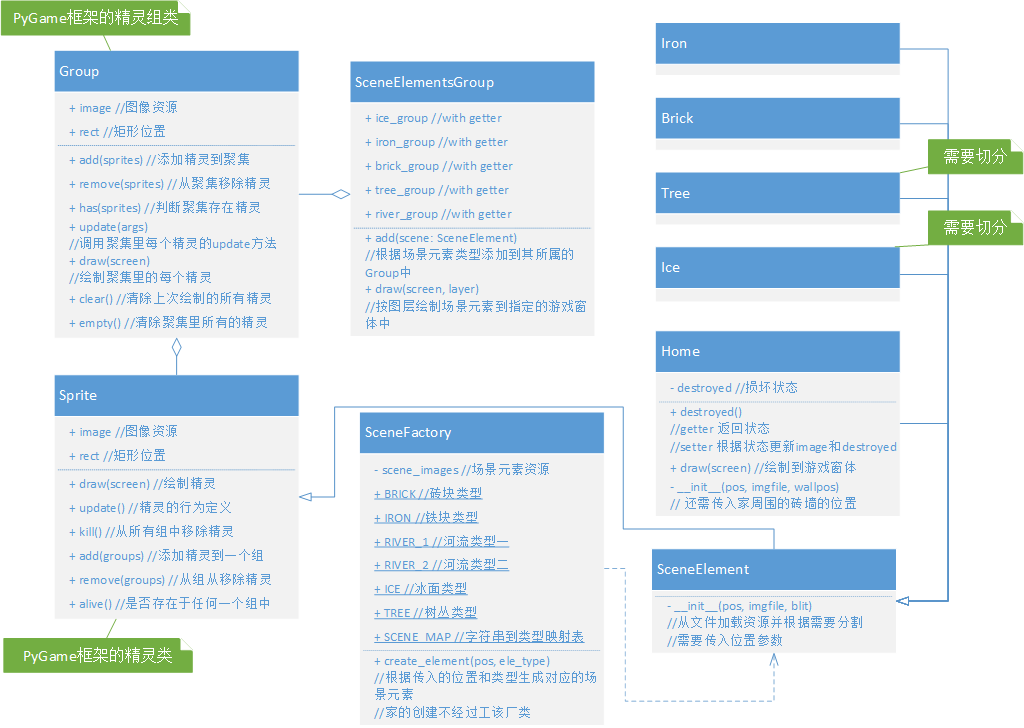 PyGame框架的精灵组类
Group
+ image //图像资源
+ rect //矩形位置
+ add(sprites) //添加精灵到聚集
+ remove(sprites) //从聚集移除精灵
+ has(sprites) //判断聚集存在精灵
+ update(args)
//调用聚集里每个精灵的update方法
+ draw(screen)
//绘制聚集里的每个精灵
+ clear() //清除上次绘制的所有精灵
+ empty() //清除聚集里所有的精灵
SceneElementsGroup
+ ice_group //with getter
+ iron_group //with getter
+ brick_group //with getter
+ tree_group //with getter
+ river_group //with getter
+ add(scene: SceneElement)
//根据场景元素类型添加到其所属的
Group中
+ draw(screen, layer)
//按图层绘制场景元素到指定的游戏窗
体中
Iron
Brick
需要切分
Tree
需要切分
Ice
Home
- destroyed //损坏状态
+ destroyed()
//getter 返回状态
//setter 根据状态更新image和destroyed
+ draw(screen) //绘制到游戏窗体
- __init__(pos, imgfile, wallpos)
// 还需传入家周围的砖墙的位置
Sprite
+ image //图像资源
+ rect //矩形位置
+ draw(screen) //绘制精灵
+ update() //精灵的行为定义
+ kill() //从所有组中移除精灵
+ add(groups) //添加精灵到一个组
+ remove(groups) //从组从移除精灵
+ alive() //是否存在于任何一个组中
PyGame框架的精灵类
SceneFactory
- scene_images //场景元素资源
+ BRICK //砖块类型
+ IRON //铁块类型
+ RIVER_1 //河流类型一
+ RIVER_2 //河流类型二
+ ICE //冰面类型
+ TREE //树丛类型
+ SCENE_MAP //字符串到类型映射表
+ create_element(pos, ele_type)
//根据传入的位置和类型生成对应的场
景元素
//家的创建不经过工该厂类
SceneElement
- __init__(pos, imgfile, blit)
//从文件加载资源并根据需要分割
//需要传入位置参数